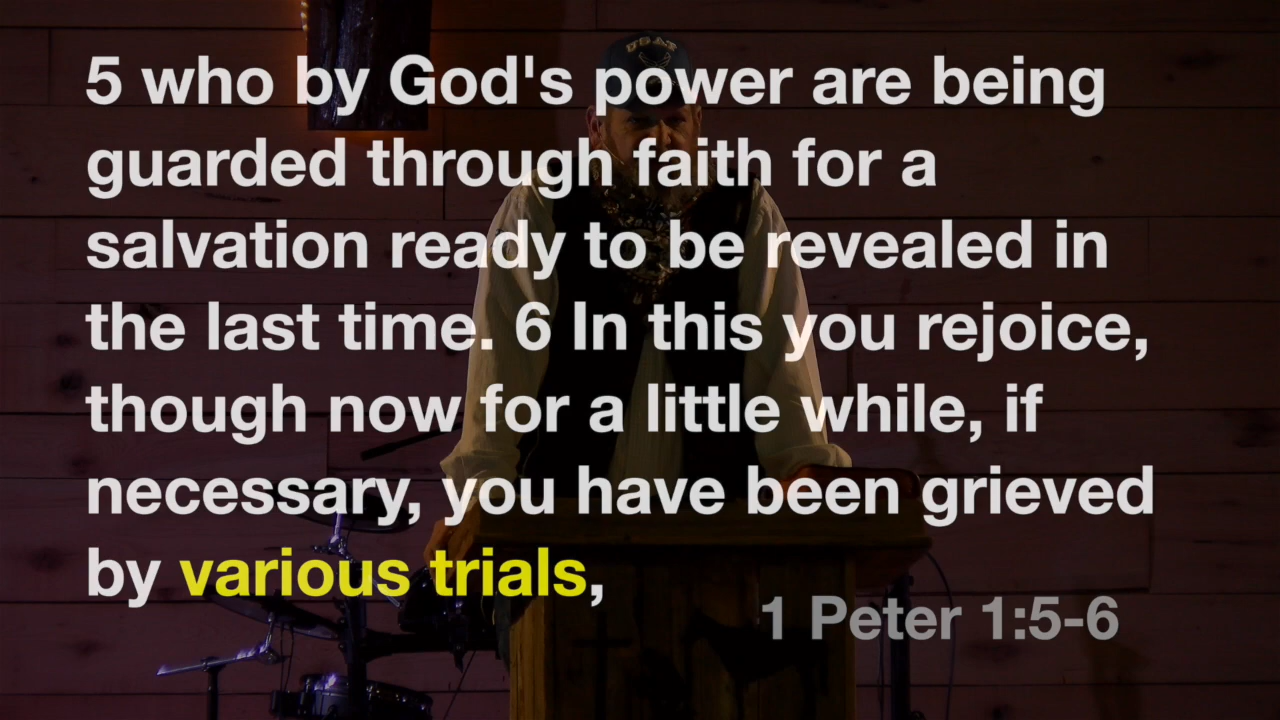 USAF
5 who by God's power are being
guarded through faith for a
salvation ready to be revealed in
the last time. 6 In this you rejoice,
though now for a little while, if
necessary, you have been grieved
by various trials,
1 Peter 1:5-6